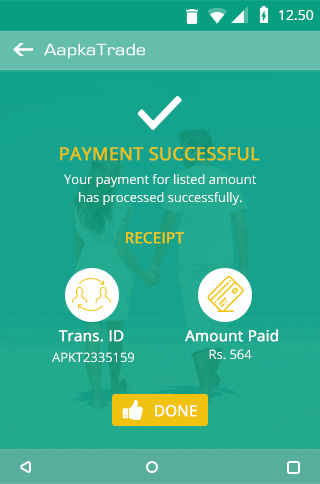 12.50
AapkaTrade
PAYMENT SUCCESSFUL
Your payment for listed amount
has processed successfully.
RECEIPT
Trans. ID
APKT2335159
Amount Paid
Rs. 564
DONE